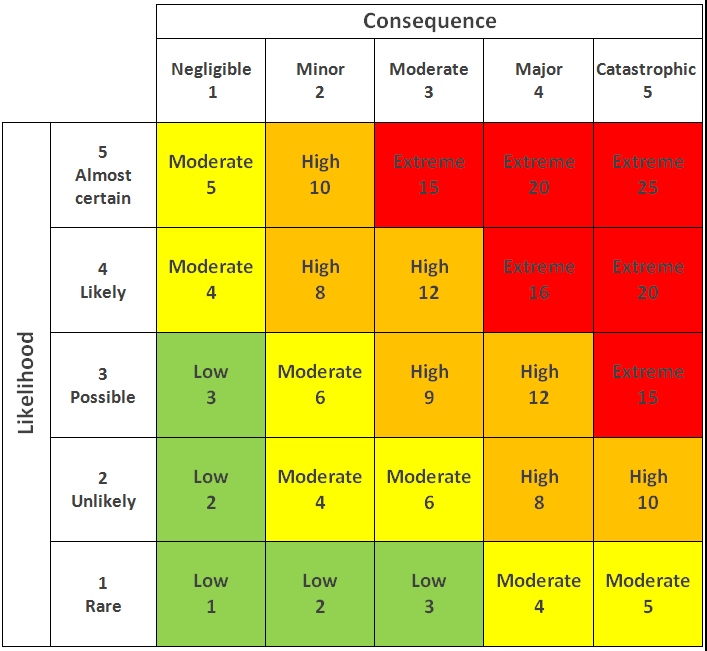 Consequence
Negligible Minor Moderate Major Catastrophic
1 2 3 4 5
Likelihood
5
Almost
certain
Moderate High Extreme Extreme Extreme
5 10 15 20 25
4
Likely
Moderate High High Extreme Extreme
4 8 12 16 20
3
Possible
Low Moderate High High Extreme
3 6 9 12 15
2
Unlikely
Low Moderate Moderate High High
2 4 6 8 10
1
Rare
Low Low Low Moderate Moderate
1 2 3 4 5